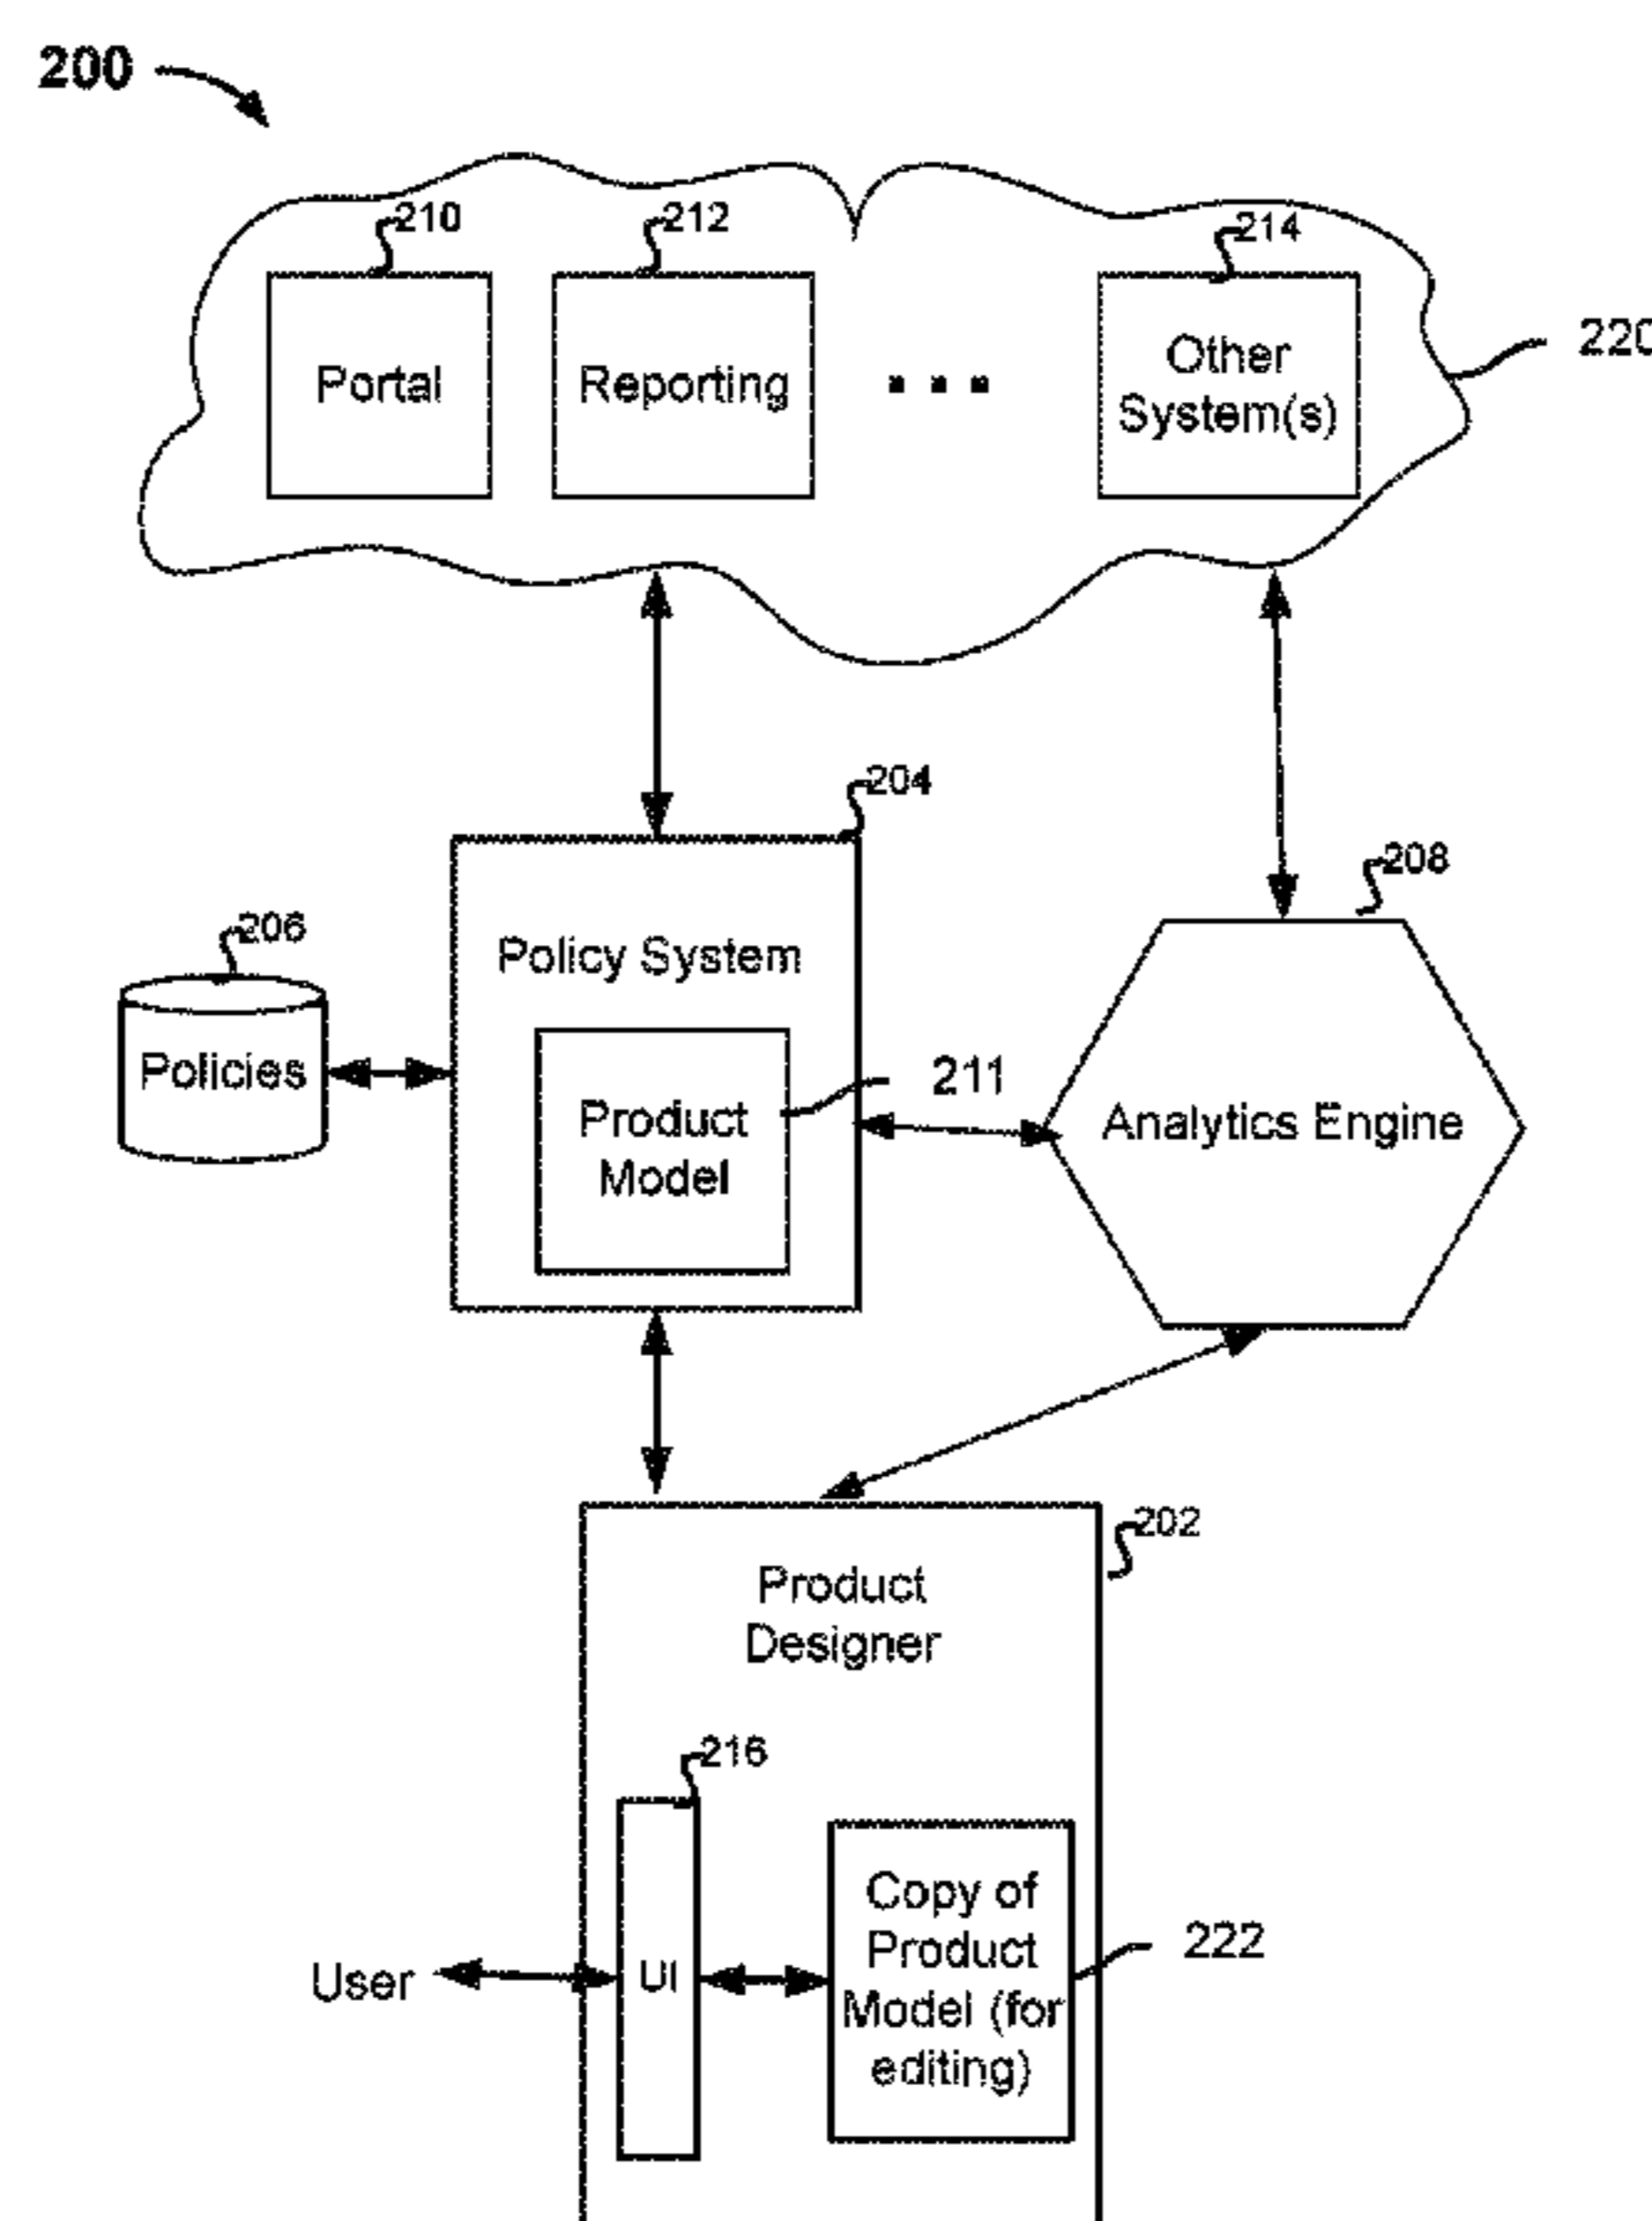 200
210
212
214
220
Portal
Reporting
...
Other
System(s)
204
208
206
Policy System
Policies
Product
Model
211
Analytics Engine
202
Product
Designer
216
User
UI
Copy of
Product
Model (for
editing)
222